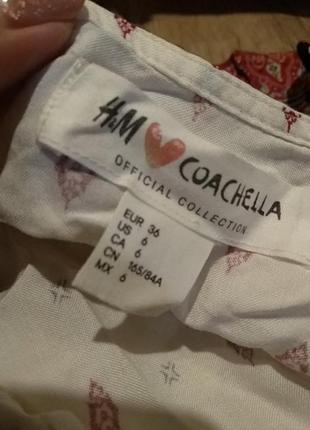 H&M COACHELLA
OFFICIAL COLLECTION
EUR 36
US 6
CA 6
CN 165/84A
MX 6